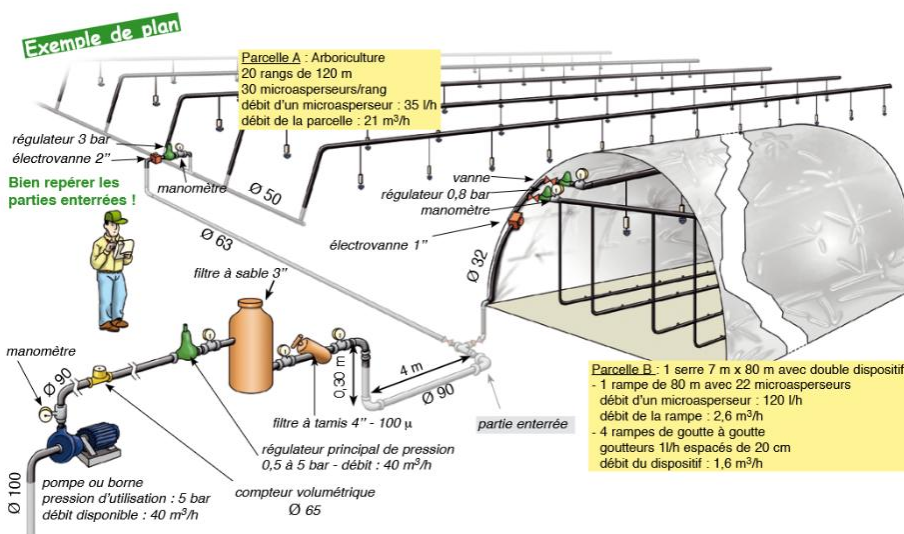 Exemple de plan
Parcelle A : Arboriculture
20 rangs de 120 m
30 microasperseurs/rang
débit d'un microasperseur : 35 l/h
débit de la parcelle : 21 m³/h
régulateur 3 bar
électrovanne 2’’
manomètre
Bien repérer les
parties enterrées !
Ø 50
Ø 63
vanne
régulateur 0,8 bar
manomètre
électrovanne 1’’
Ø 32
filtre à sable 3’’
manomètre
Ø 90
0,30 m
4 m
Ø 90
filtre à tamis 4’’ - 100 µ
partie enterrée
régulateur principal de pression
0,5 à 5 bar - débit : 40 m³/h
compteur volumétrique
Ø 65
Ø 100
pompe ou borne
pression d'utilisation : 5 bar
débit disponible : 40 m³/h
Parcelle B : 1 serre 7 m x 80 m avec double dispositif
- 1 rampe de 80 m avec 22 microasperseurs
débit d'un microasperseur : 120 l/h
débit de la rampe : 2,6 m³/h
- 4 rampes de goutte à goutte
goutteurs 1l/h espacés de 20 cm
débit du dispositif : 1,6 m³/h